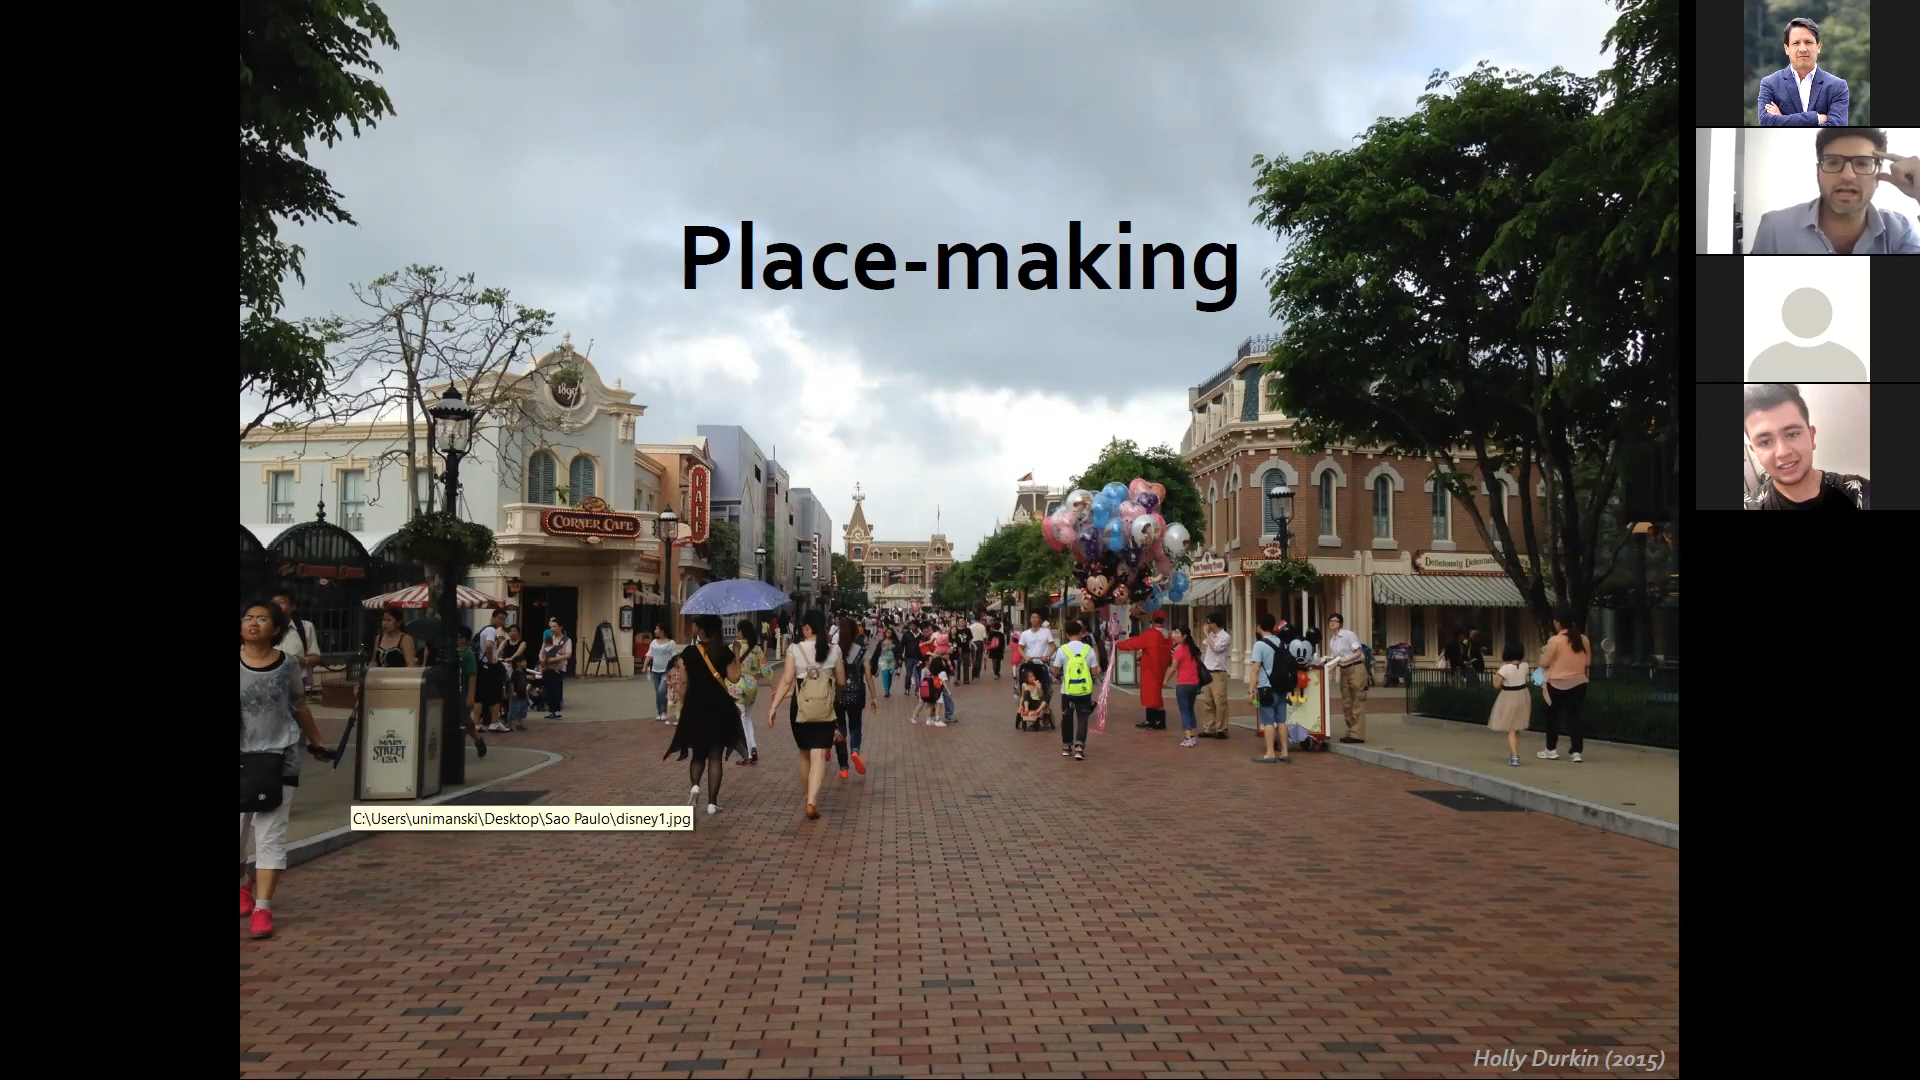 Place-making
1890
CORNER CAFE
CAFE
MAIN
STREET
USA
C:\Users\unimanski\Desktop\Sao Paulo\disney1.jpg
Holly Durkin (2015)